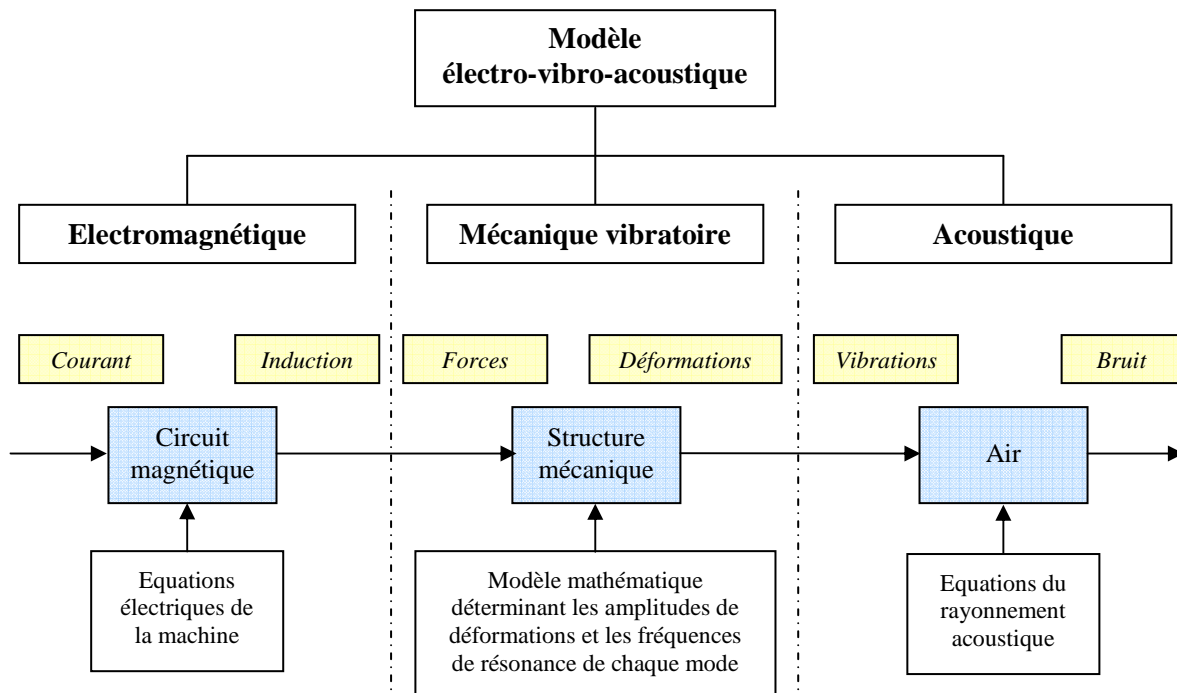 Modèle
électro-vibro-acoustique
Electromagnétique
Mécanique vibratoire
Acoustique
Courant
Induction
Forces
Déformations
Vibrations
Bruit
Circuit
magnétique
Structure
mécanique
Air
Equations
électriques de
la machine
Modèle mathématique
déterminant les amplitudes de
déformations et les fréquences
de résonance de chaque mode
Equations du
rayonnement
acoustique